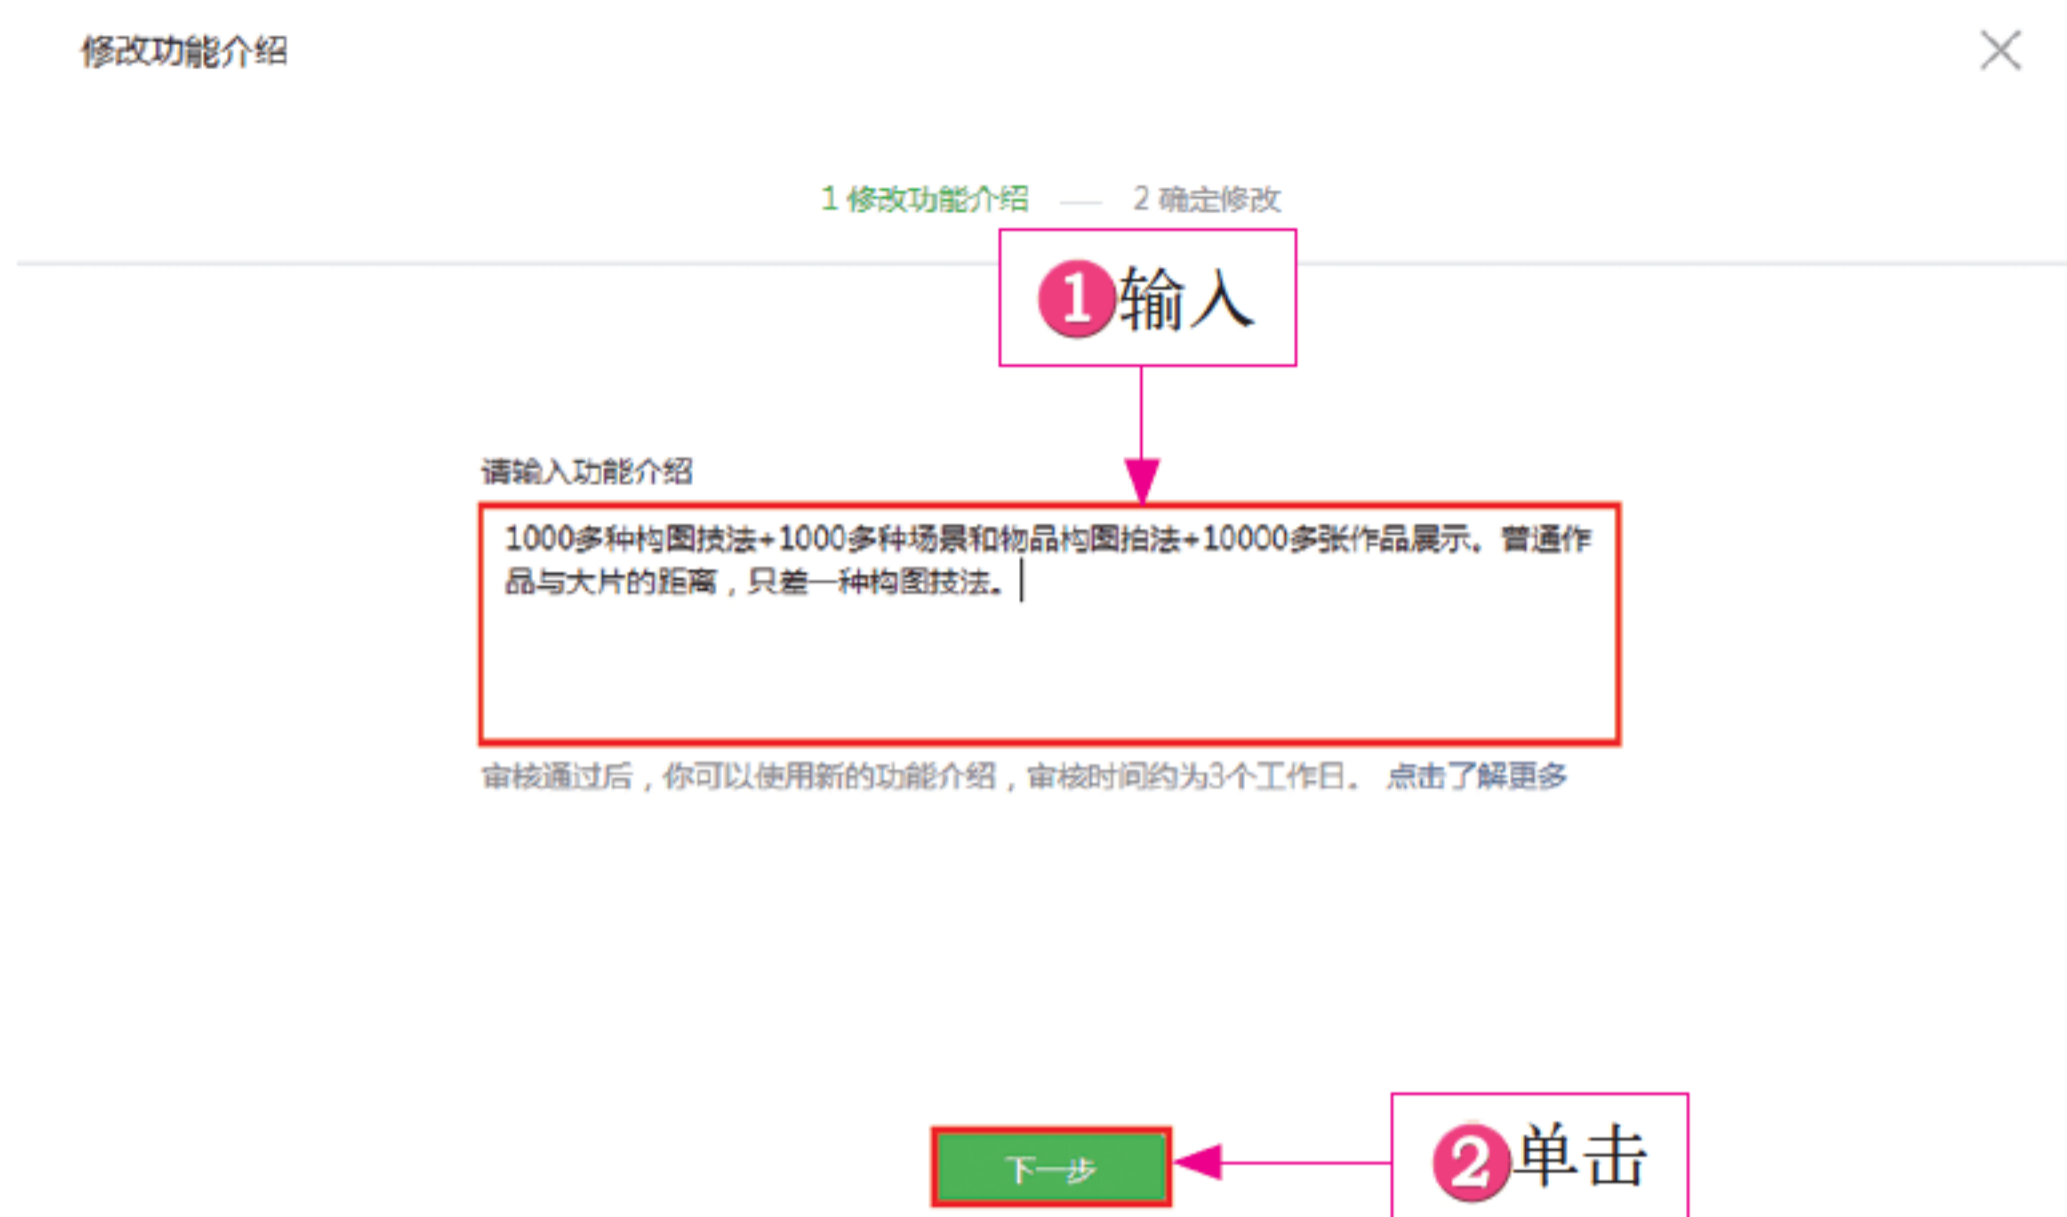 修改功能介绍
1 修改功能介绍 — 2 确定修改
1输入
请输入功能介绍
1000多种构图技法+1000多种场景和物品构图拍法+10000多张作品展示。普通作
品与大片的距离，只差一种构图技法。
审核通过后，你可以使用新的功能介绍，审核时间约为3个工作日。 点击了解更多
下一步
2单击